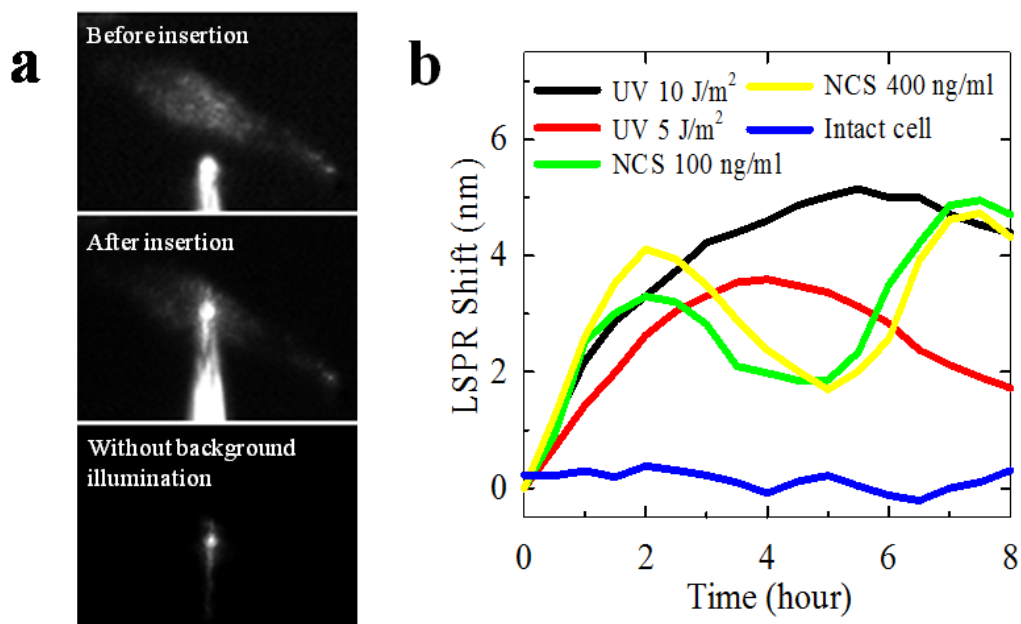 a
Before insertion
After insertion
Without background
illumination
b
UV 10 J/m²
UV 5 J/m²
NCS 100 ng/ml
NCS 400 ng/ml
Intact cell
LSPR Shift (nm)
6
4
2
0
0 2 4 6 8
Time (hour)